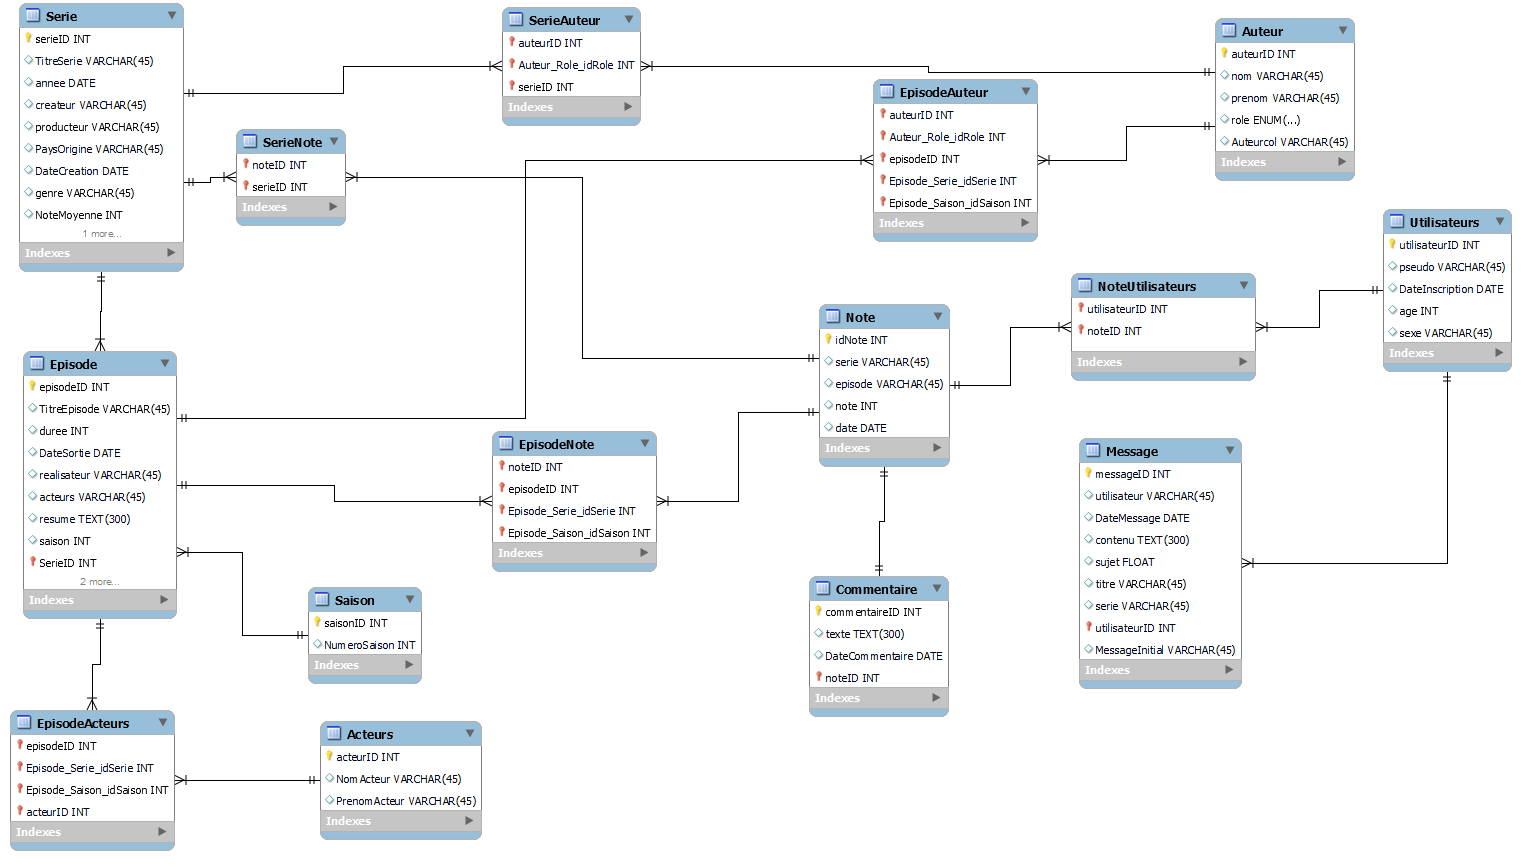 Serie
serieID INT
TitreSerie VARCHAR(45)
annee DATE
createur VARCHAR(45)
producteur VARCHAR(45)
PaysOrigine VARCHAR(45)
DateCreation DATE
genre VARCHAR(45)
NoteMoyenne INT
1 more...
Indexes
SerieAuteur
auteurID INT
Auteur_Role_idRole INT
serieID INT
Indexes
Auteur
auteurID INT
nom VARCHAR(45)
prenom VARCHAR(45)
role ENUM(...)
Auteurcol VARCHAR(45)
Indexes
EpisodeAuteur
auteurID INT
Auteur_Role_idRole INT
episodeID INT
Episode_Serie_idSerie INT
Episode_Saison_idSaison INT
Indexes
SerieNote
noteID INT
serieID INT
Indexes
Utilisateurs
utilisateurID INT
pseudo VARCHAR(45)
DateInscription DATE
age INT
sexe VARCHAR(45)
Indexes
NoteUtilisateurs
utilisateurID INT
noteID INT
Indexes
Note
idNote INT
serie VARCHAR(45)
episode VARCHAR(45)
note INT
date DATE
Indexes
Episode
episodeID INT
TitreEpisode VARCHAR(45)
duree INT
DateSortie DATE
realisateur VARCHAR(45)
acteurs VARCHAR(45)
resume TEXT(300)
saison INT
SerieID INT
2 more...
Indexes
EpisodeNote
noteID INT
episodeID INT
Episode_Serie_idSerie INT
Episode_Saison_idSaison INT
Indexes
Message
messageID INT
utilisateur VARCHAR(45)
DateMessage DATE
contenu TEXT(300)
sujet FLOAT
titre VARCHAR(45)
serie VARCHAR(45)
utilisateurID INT
MessageInitial VARCHAR(45)
Indexes
Commentaire
commentaireID INT
texte TEXT(300)
DateCommentaire DATE
noteID INT
Indexes
Saison
saisonID INT
NumeroSaison INT
Indexes
EpisodeActeurs
episodeID INT
Episode_Serie_idSerie INT
Episode_Saison_idSaison INT
acteurID INT
Indexes
Acteurs
acteurID INT
NomActeur VARCHAR(45)
PrenomActeur VARCHAR(45)
Indexes